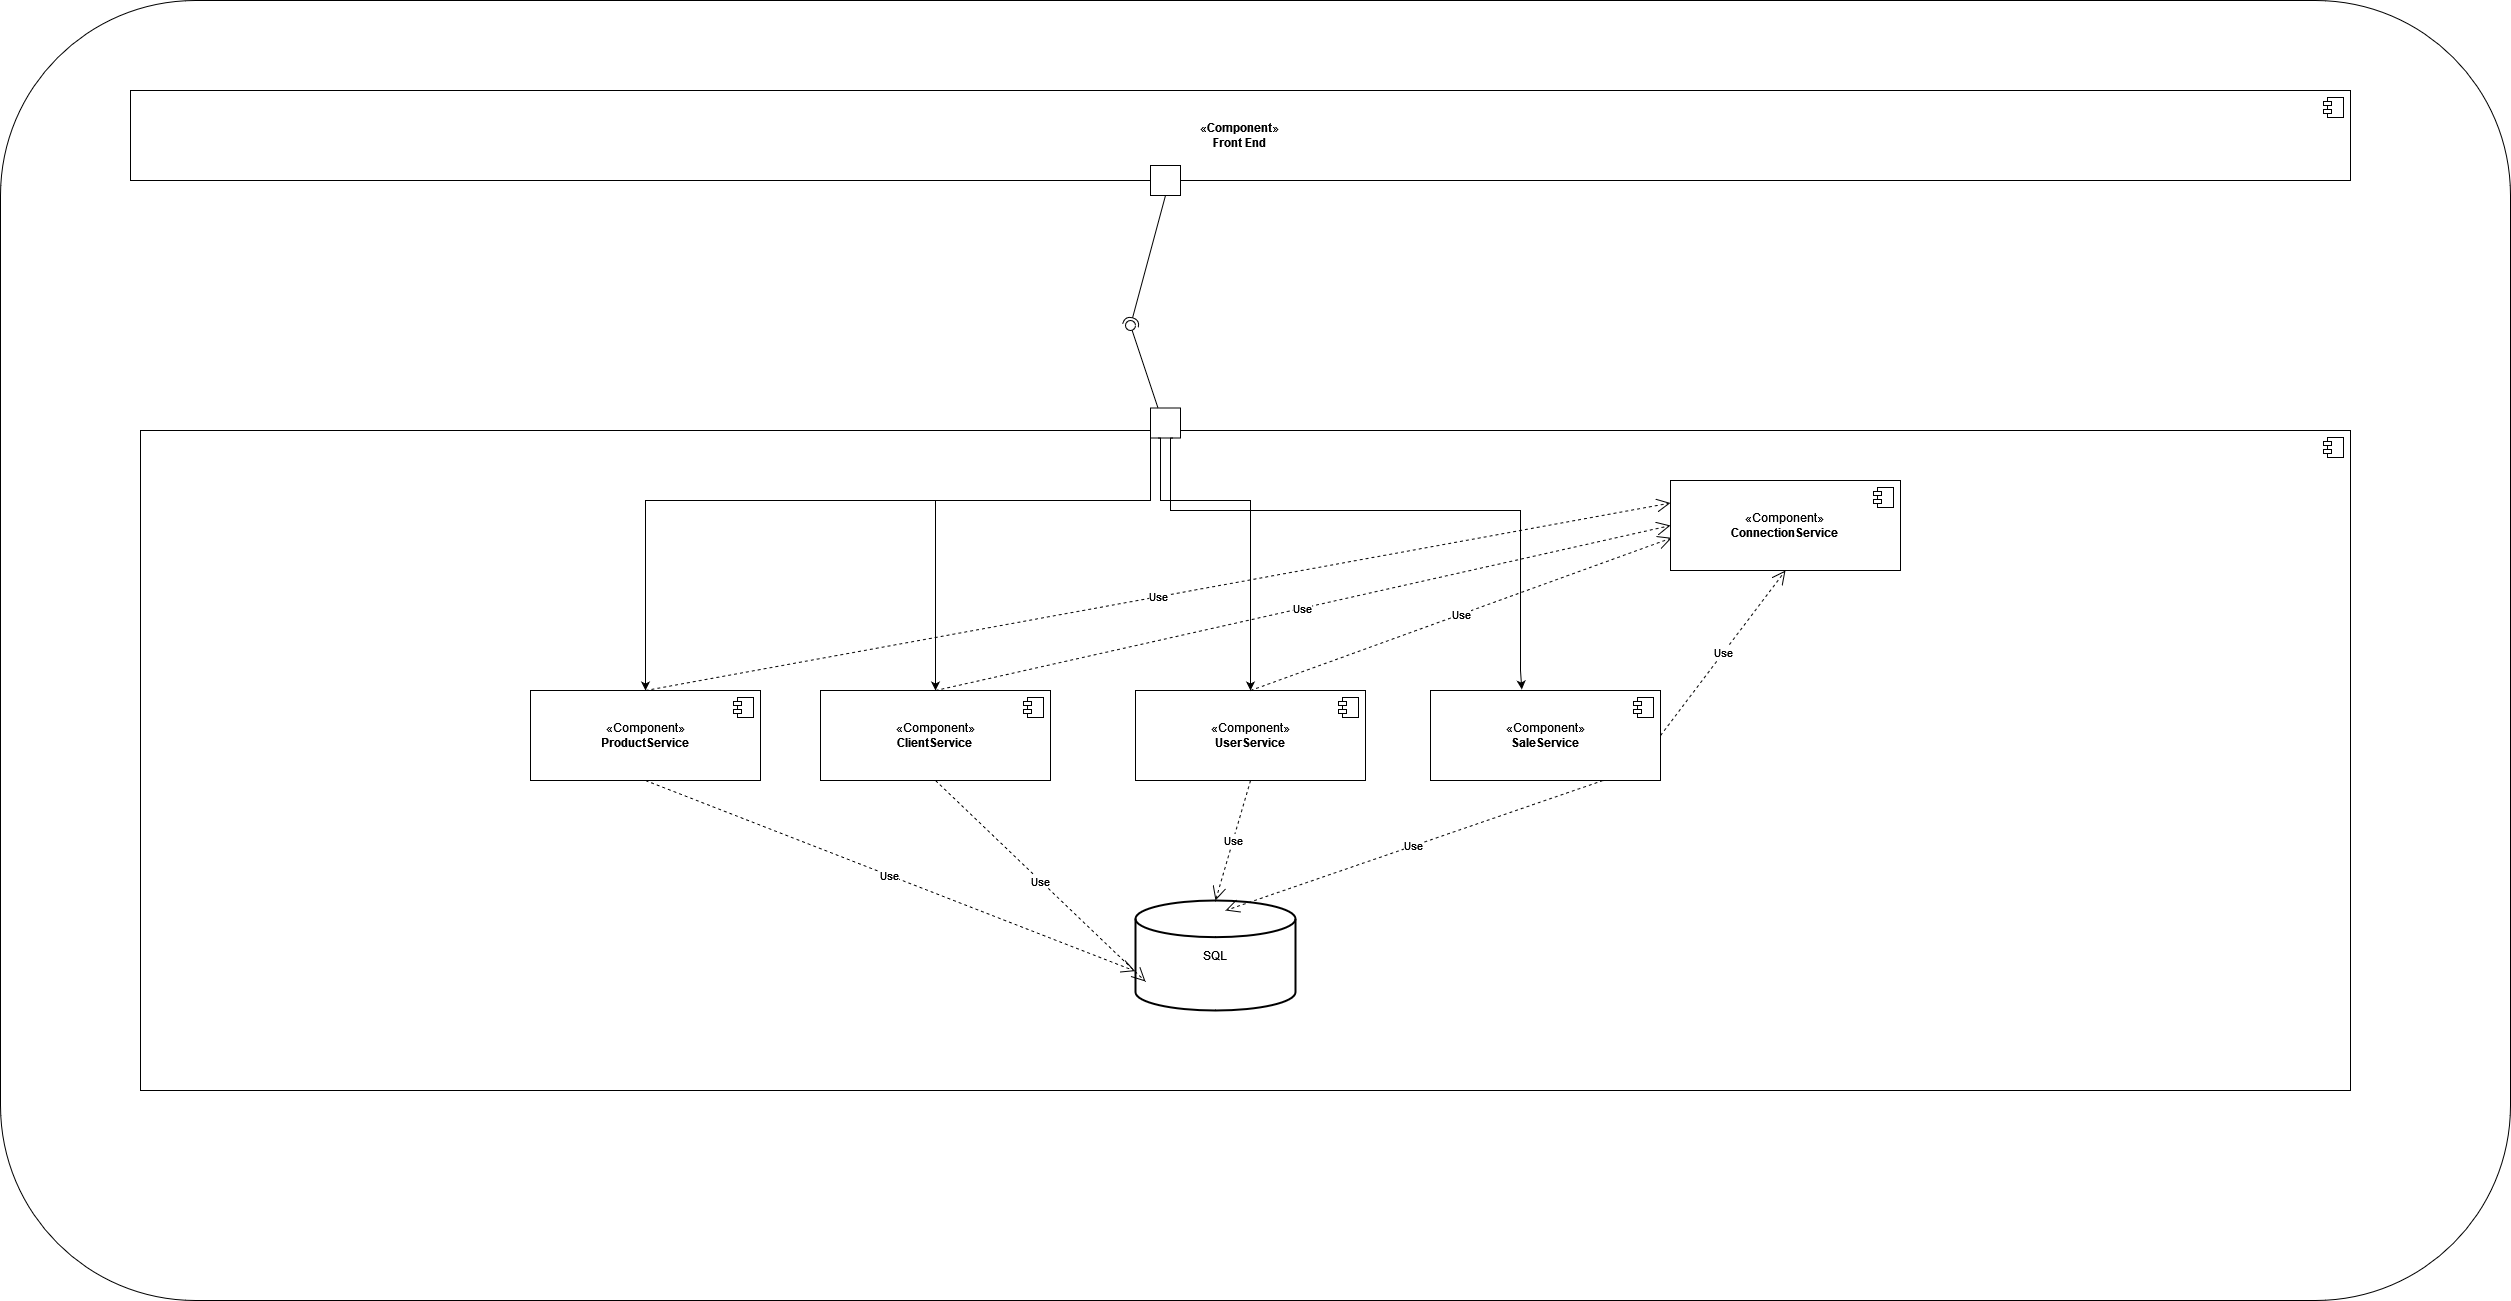 «Component»
Front End
«Component»
ConnectionService
Use
Use
Use
Use
«Component»
ProductService
«Component»
ClientService
«Component»
UserService
«Component»
SaleService
Use
Use
Use
Use
SQL